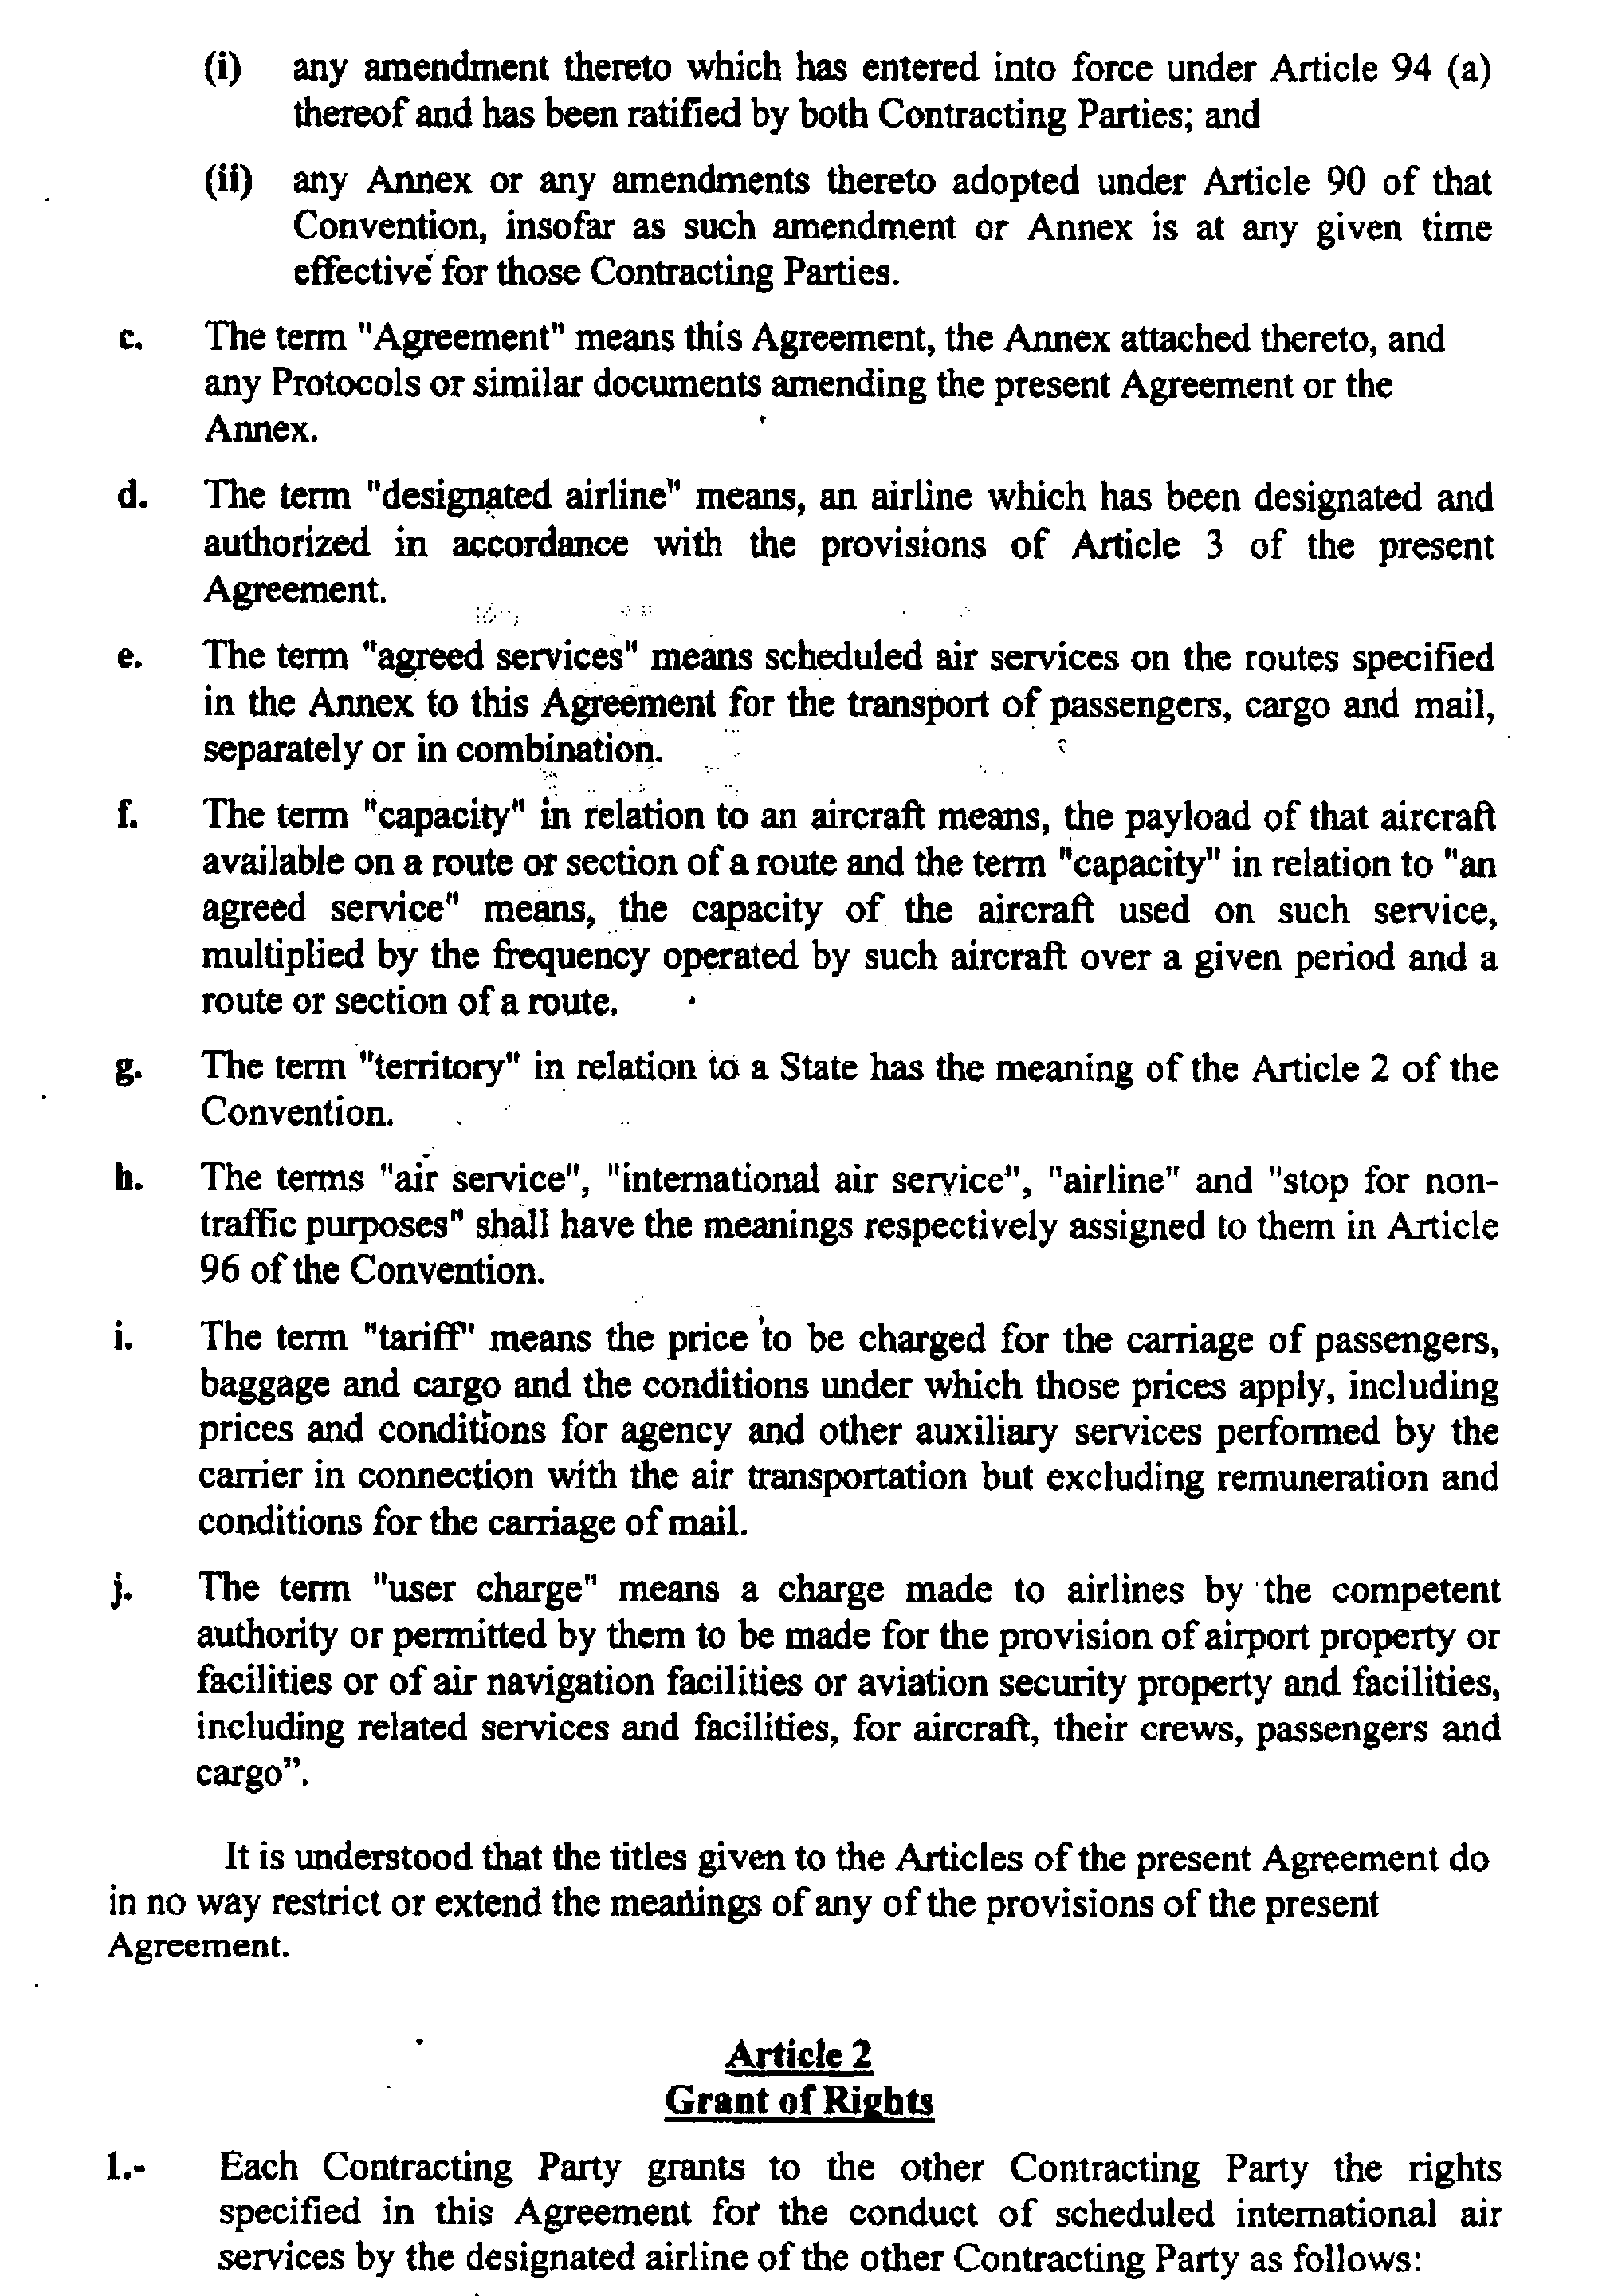 (i) any amendment thereto which has entered into force under Article 94 (a)
thereof and has been ratified by both Contracting Parties; and
(ii) any Annex or any amendments thereto adopted under Article 90 of that
Convention, insofar as such amendment or Annex is at any given time
effective for those Contracting Parties.
c. The term "Agreement" means this Agreement, the Annex attached thereto, and
any Protocols or similar documents amending the present Agreement or the
Annex.
d. The term "designated airline" means, an airline which has been designated and
authorized in accordance with the provisions of Article 3 of the present
Agreement.
e. The term "agreed services" means scheduled air services on the routes specified
in the Annex to this Agreement for the transport of passengers, cargo and mail,
separately or in combination.
f. The term "capacity" in relation to an aircraft means, the payload of that aircraft
available on a route or section of a route and the term "capacity" in relation to "an
agreed service" means, the capacity of the aircraft used on such service,
multiplied by the frequency operated by such aircraft over a given period and a
route or section of a route.
g. The term "territory" in relation to a State has the meaning of the Article 2 of the
Convention.
h. The terms "air service", "international air service", "airline" and "stop for non-
traffic purposes" shall have the meanings respectively assigned to them in Article
96 of the Convention.
i. The term "tariff" means the price to be charged for the carriage of passengers,
baggage and cargo and the conditions under which those prices apply, including
prices and conditions for agency and other auxiliary services performed by the
carrier in connection with the air transportation but excluding remuneration and
conditions for the carriage of mail.
j. The term "user charge" means a charge made to airlines by the competent
authority or permitted by them to be made for the provision of airport property or
facilities or of air navigation facilities or aviation security property and facilities,
including related services and facilities, for aircraft, their crews, passengers and
cargo”.
It is understood that the titles given to the Articles of the present Agreement do
in no way restrict or extend the meanings of any of the provisions of the present
Agreement.
Article 2
Grant of Rights
1.- Each Contracting Party grants to the other Contracting Party the rights
specified in this Agreement for the conduct of scheduled international air
services by the designated airline of the other Contracting Party as follows: